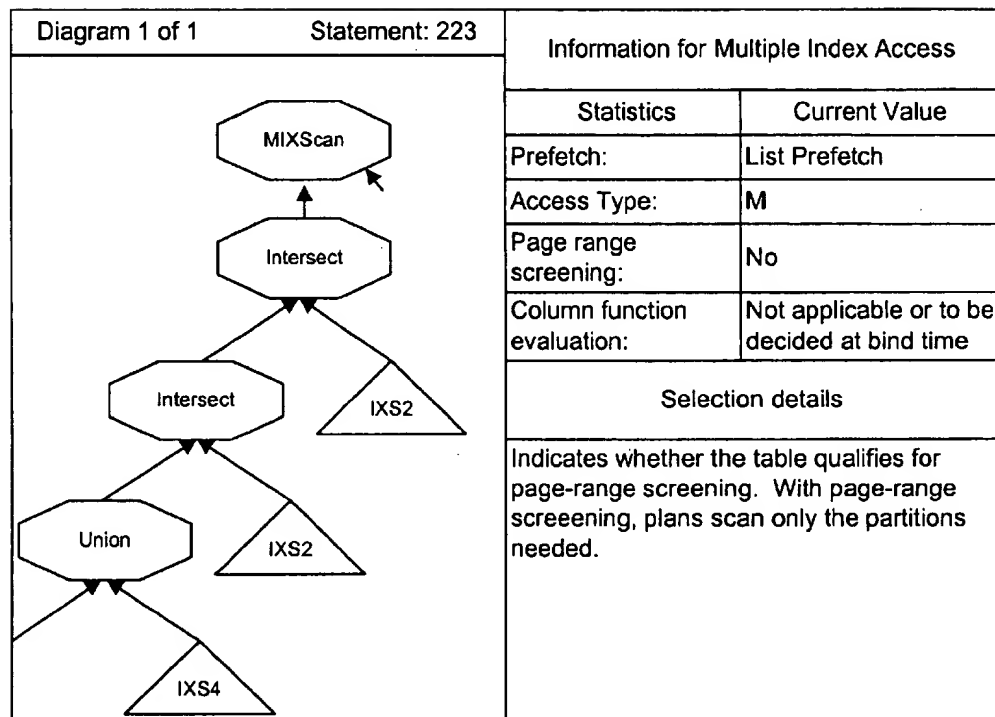 Diagram 1 of 1
Statement: 223
MIXScan
Intersect
Intersect
IXS2
Union
IXS2
IXS4
Information for Multiple Index Access
Statistics
Current Value
Prefetch:
List Prefetch
Access Type:
M
Page range
screening:
No
Column function
evaluation:
Not applicable or to be
decided at bind time
Selection details
Indicates whether the table qualifies for
page-range screening. With page-range
screeening, plans scan only the partitions
needed.